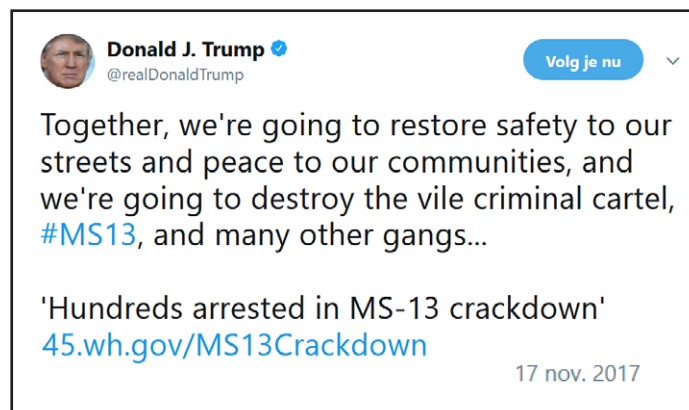 Donald J. Trump
@realDonaldTrump
Volg je nu
Together, we're going to restore safety to our
streets and peace to our communities, and
we're going to destroy the vile criminal cartel,
#MS13, and many other gangs...
'Hundreds arrested in MS-13 crackdown'
45.wh.gov/MS13Crackdown
17 nov. 2017